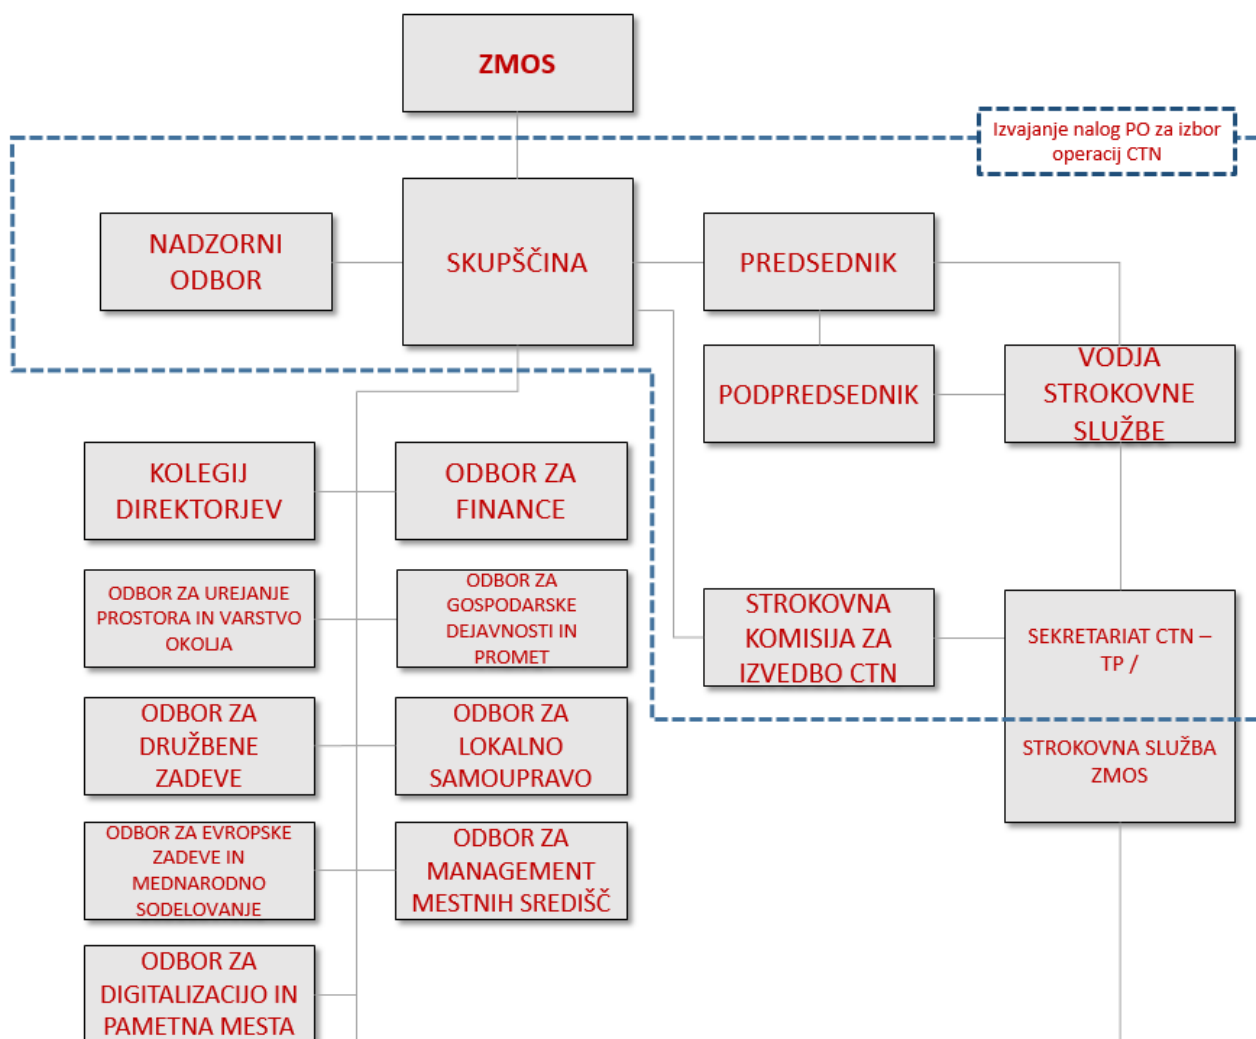 ZMOS
Izvajanje nalog PO za izbor
operacij CTN
NADZORNI
ODBOR
SKUPŠČINA
PREDSEDNIK
PODPREDSEDNIK
VODJA
STROKOVNE
SLUŽBE
KOLEGIJ
DIREKTORJEV
ODBOR ZA
FINANCE
ODBOR ZA UREJANJE
PROSTORA IN VARSTVO
OKOLJA
ODBOR ZA
GOSPODARSKE
DEJAVNOSTI IN
PROMET
STROKOVNA
KOMISIJA ZA
IZVEDBO CTN
SEKRETARIAT CTN –
TP /
STROKOVNA SLUŽBA
ZMOS
ODBOR ZA
DRUŽBENE
ZADEVE
ODBOR ZA
LOKALNO
SAMOUPRAVO
ODBOR ZA EVROPSKE
ZADEVE IN
MEDNARODNO
SODELOVANJE
ODBOR ZA
MANAGEMENT
MESTNIH SREDIŠČ
ODBOR ZA
DIGITALIZACIJO IN
PAMETNA MESTA